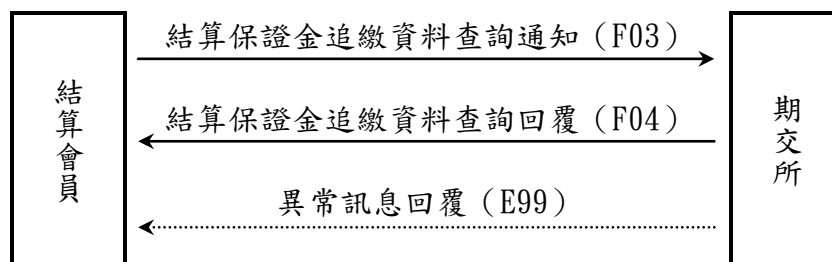 結算保證金追繳資料查詢通知（F03）
結算會員
結算保證金追繳資料查詢回覆（F04）
期交所
異常訊息回覆（E99）